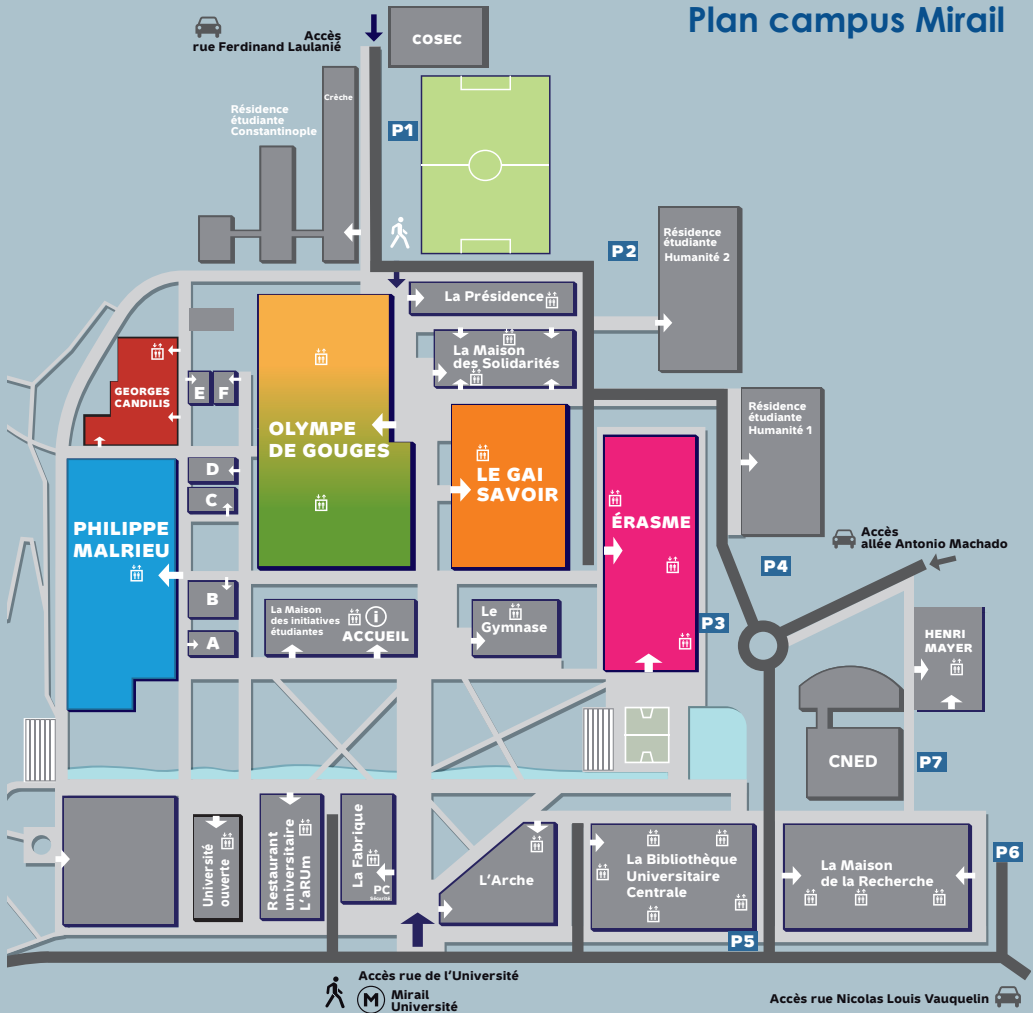 Plan campus Mirail
Accès
rue Ferdinand Laulanié
COSEC
Crèche
Résidence
étudiante
Constantinople
P1
P2
Résidence
étudiante
Humanité 2
La Présidence
La Maison
des Solidarités
GEORGES
CANDILIS
E
F
OLYMPE
DE GOUGES
Résidence
étudiante
Humanité 1
D
C
LE GAI
SAVOIR
ÉRASME
PHILIPPE
MALRIEU
Accès
allée Antonio Machado
P4
B
A
La Maison
des initiatives
étudiantes
i
ACCUEIL
Le
Gymnase
P3
HENRI
MAYER
CNED
P7
Université
ouverte
Restaurant
universitaire
L'aRUm
La Fabrique
PC
Sécurité
L'Arche
La Bibliothèque
Universitaire
Centrale
La Maison
de la Recherche
P6
P5
Accès rue de l'Université
M
Mirail
Université
Accès rue Nicolas Louis Vauquelin